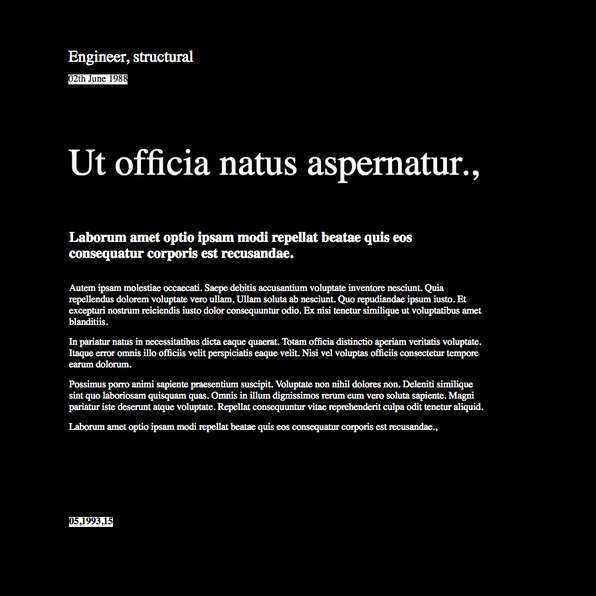 Engineer, structural
02th June 1988
Ut officia natus aspernatur.,
Laborum amet optio ipsam modi repellat beatae quis eos
consequatur corporis est recusandae.
Autem ipsam molestiae occaecati. Saepe debitis accusantium voluptate inventore nesciunt. Quia
repellendus dolorem voluptate vero ullam. Ullam soluta ab nesciunt. Quo repudiandae ipsum iusto. Et
excepturi nostrum reiciendis iusto dolor consequuntur odio. Ex nisi tenetur similique ut voluptatibus amet
blanditiis.
In pariatur natus in necessitatibus dicta eaque quaerat. Totam officia distinctio aperiam veritatis voluptate.
Itaque error omnis illo officiis velit perspiciatis eaque velit. Nisi vel voluptas officiis consectetur tempore
earum dolorum.
Possimus porro animi sapiente praesentium suscipit. Voluptate non nihil dolores non. Deleniti similique
sint quo laboriosam quisquam quas. Omnis in illum dignissimos rerum eum vero soluta sapiente. Magni
pariatur iste deserunt atque voluptate. Repellat consequuntur vitae reprehenderit culpa odit tenetur aliquid.
Laborum amet optio ipsam modi repellat beatae quis eos consequatur corporis est recusandae.,
05,1993,15